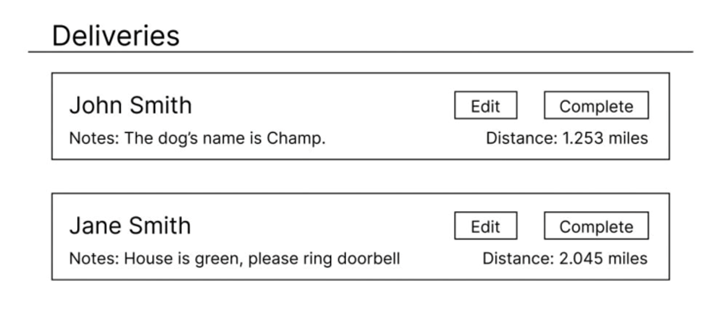 Deliveries
John Smith
Edit
Complete
Notes: The dog’s name is Champ.
Distance: 1.253 miles
Jane Smith
Edit
Complete
Notes: House is green, please ring doorbell
Distance: 2.045 miles